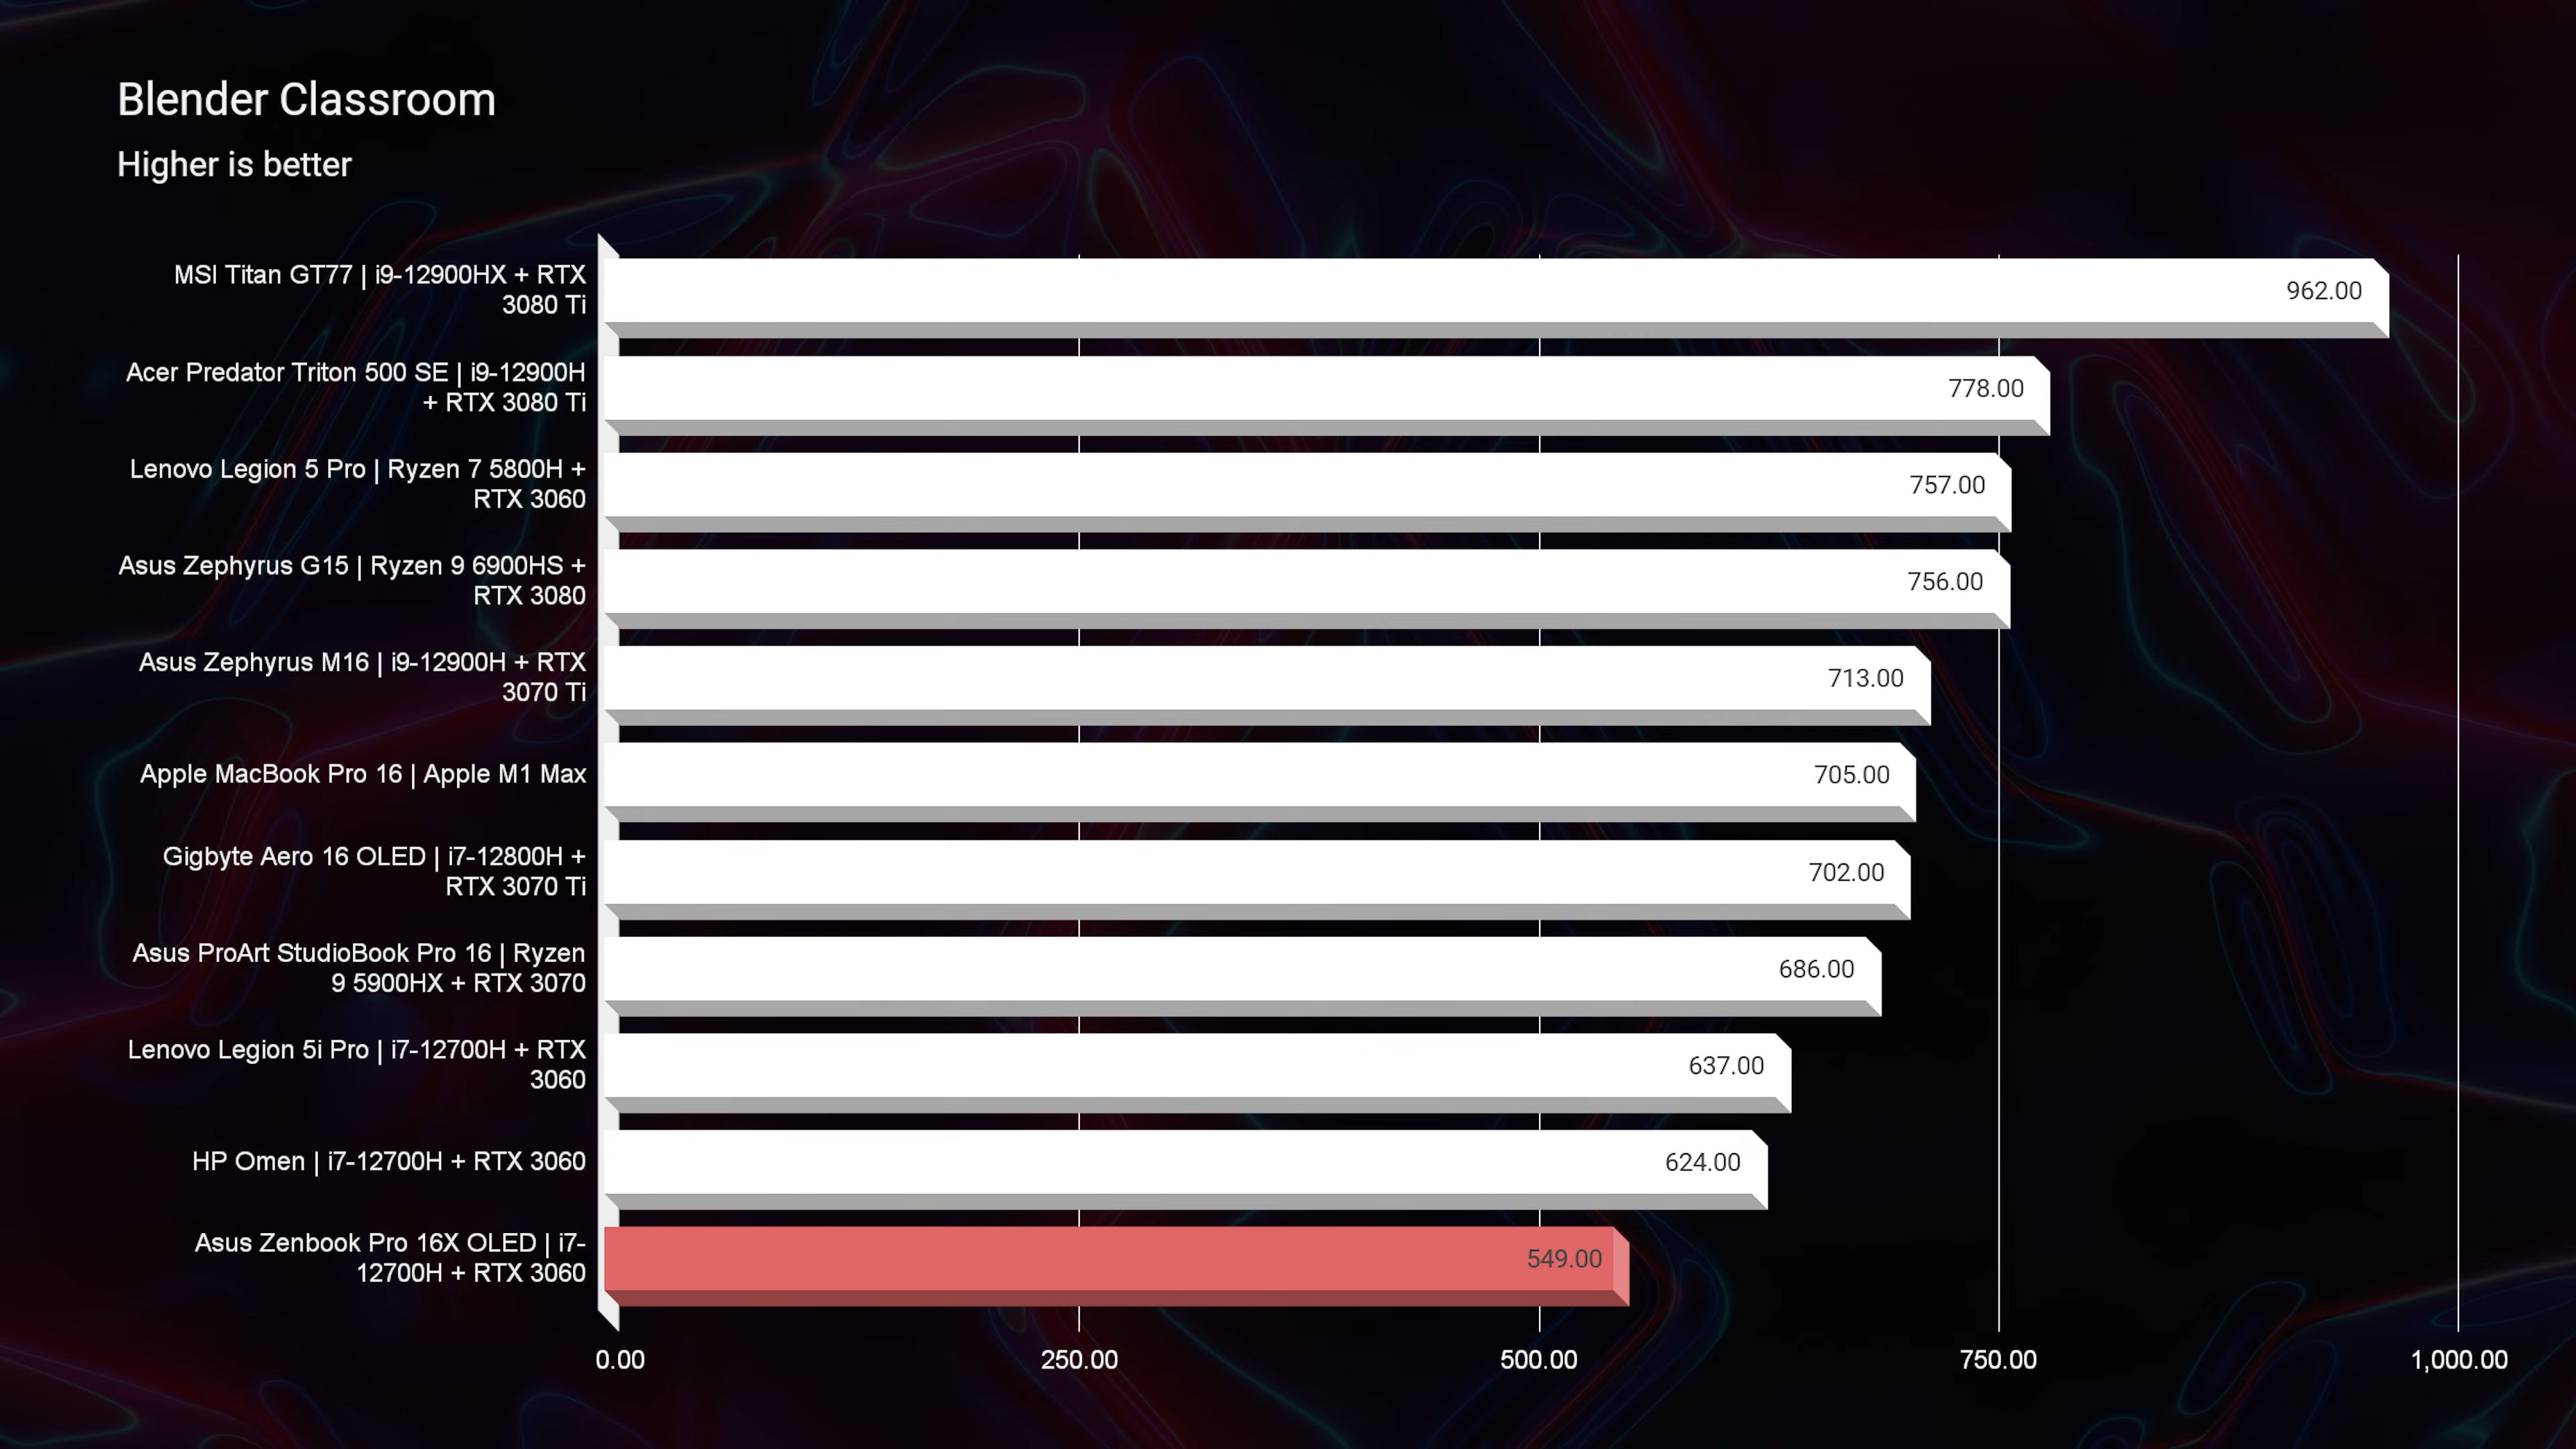 Blender Classroom
Higher is better
MSI Titan GT77 | i9-12900HX + RTX
3080 Ti
962.00
Acer Predator Triton 500 SE | i9-12900H
+ RTX 3080 Ti
778.00
Lenovo Legion 5 Pro | Ryzen 7 5800H +
RTX 3060
757.00
Asus Zephyrus G15 | Ryzen 9 6900HS +
RTX 3080
756.00
Asus Zephyrus M16 | i9-12900H + RTX
3070 Ti
713.00
Apple MacBook Pro 16 | Apple M1 Max
705.00
Gigbyte Aero 16 OLED | i7-12800H +
RTX 3070 Ti
702.00
Asus ProArt StudioBook Pro 16 | Ryzen
9 5900HX + RTX 3070
686.00
Lenovo Legion 5i Pro | i7-12700H + RTX
3060
637.00
HP Omen | i7-12700H + RTX 3060
624.00
Asus Zenbook Pro 16X OLED | i7-
12700H + RTX 3060
549.00
0.00 250.00 500.00 750.00 1,000.00